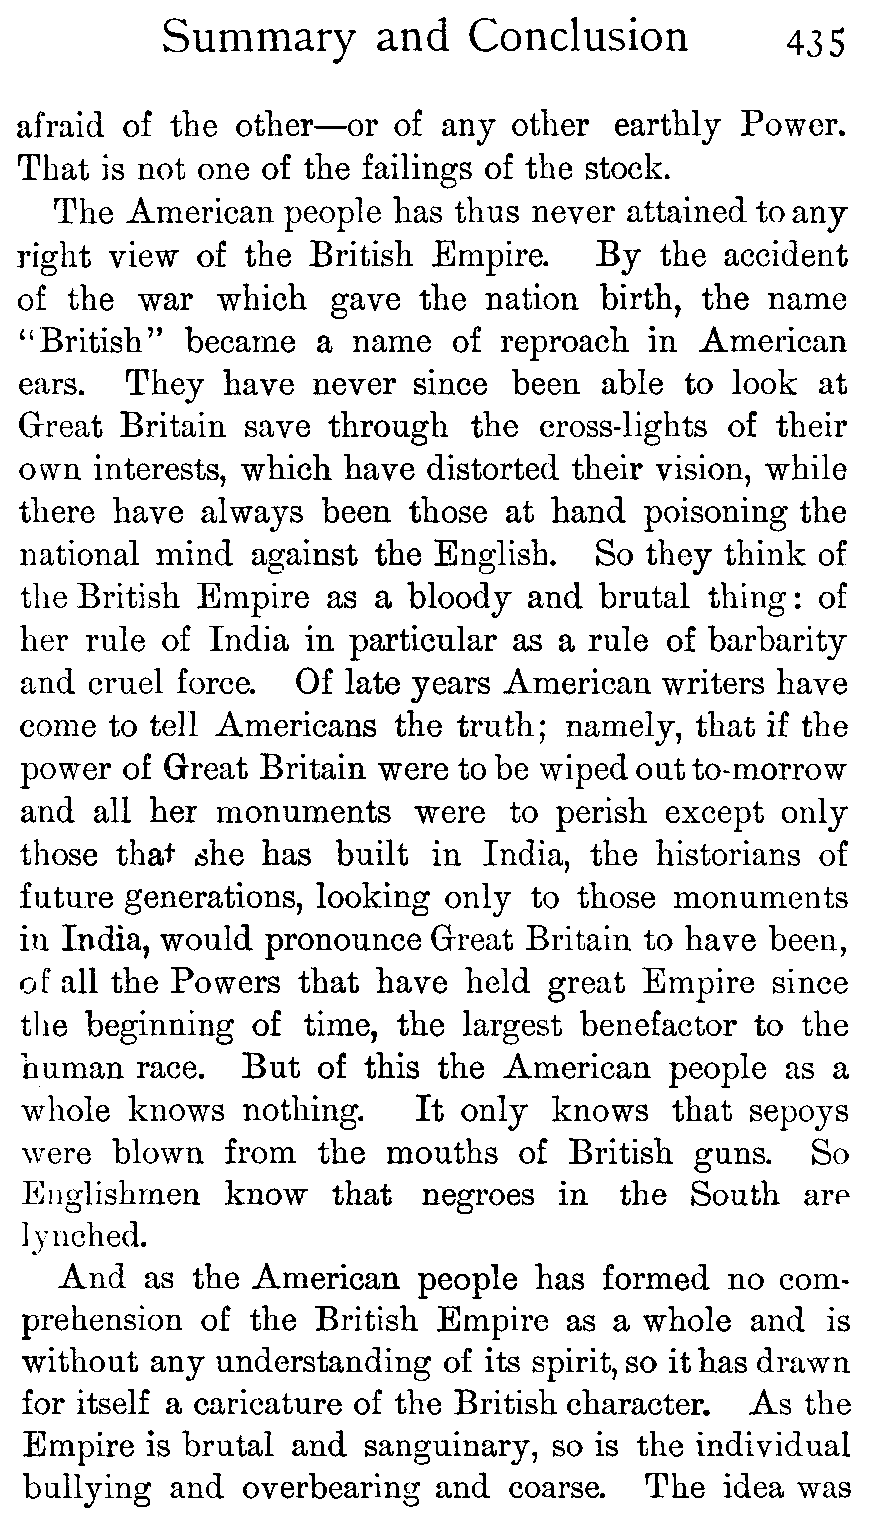 Summary and Conclusion 435
afraid of the other—or of any other earthly Power.
That is not one of the failings of the stock.
The American people has thus never attained to any
right view of the British Empire. By the accident
of the war which gave the nation birth, the name
“British” became a name of reproach in American
ears. They have never since been able to look at
Great Britain save through the cross-lights of their
own interests, which have distorted their vision, while
there have always been those at hand poisoning the
national mind against the English. So they think of
the British Empire as a bloody and brutal thing: of
her rule of India in particular as a rule of barbarity
and cruel force. Of late years American writers have
come to tell Americans the truth; namely, that if the
power of Great Britain were to be wiped out to-morrow
and all her monuments were to perish except only
those that she has built in India, the historians of
future generations, looking only to those monuments
in India, would pronounce Great Britain to have been,
of all the Powers that have held great Empire since
the beginning of time, the largest benefactor to the
human race. But of this the American people as a
whole knows nothing. It only knows that sepoys
were blown from the mouths of British guns. So
Englishmen know that negroes in the South are
lynched.
And as the American people has formed no com-
prehension of the British Empire as a whole and is
without any understanding of its spirit, so it has drawn
for itself a caricature of the British character. As the
Empire is brutal and sanguinary, so is the individual
bullying and overbearing and coarse. The idea was